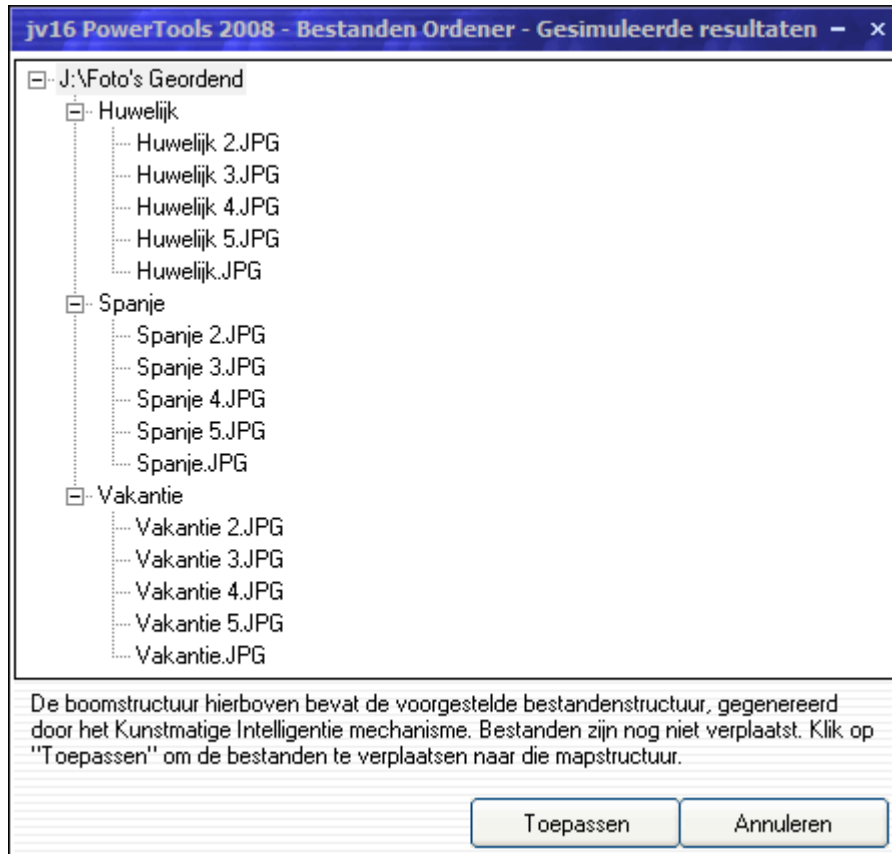 jv16 PowerTools 2008 - Bestanden Ordener - Gesimuleerde resultaten
J:\Foto's Geordend
Huwelijk
Huwelijk 2.JPG
Huwelijk 3.JPG
Huwelijk 4.JPG
Huwelijk 5.JPG
Huwelijk.JPG
Spanje
Spanje 2.JPG
Spanje 3.JPG
Spanje 4.JPG
Spanje 5.JPG
Spanje.JPG
Vakantie
Vakantie 2.JPG
Vakantie 3.JPG
Vakantie 4.JPG
Vakantie 5.JPG
Vakantie.JPG
De boomstructuur hierboven bevat de voorgestelde bestandenstructuur, gegenereerd
door het Kunstmatige Intelligentie mechanisme. Bestanden zijn nog niet verplaatst. Klik op
"Toepassen" om de bestanden te verplaatsen naar die mapstructuur.
Toepassen
Annuleren